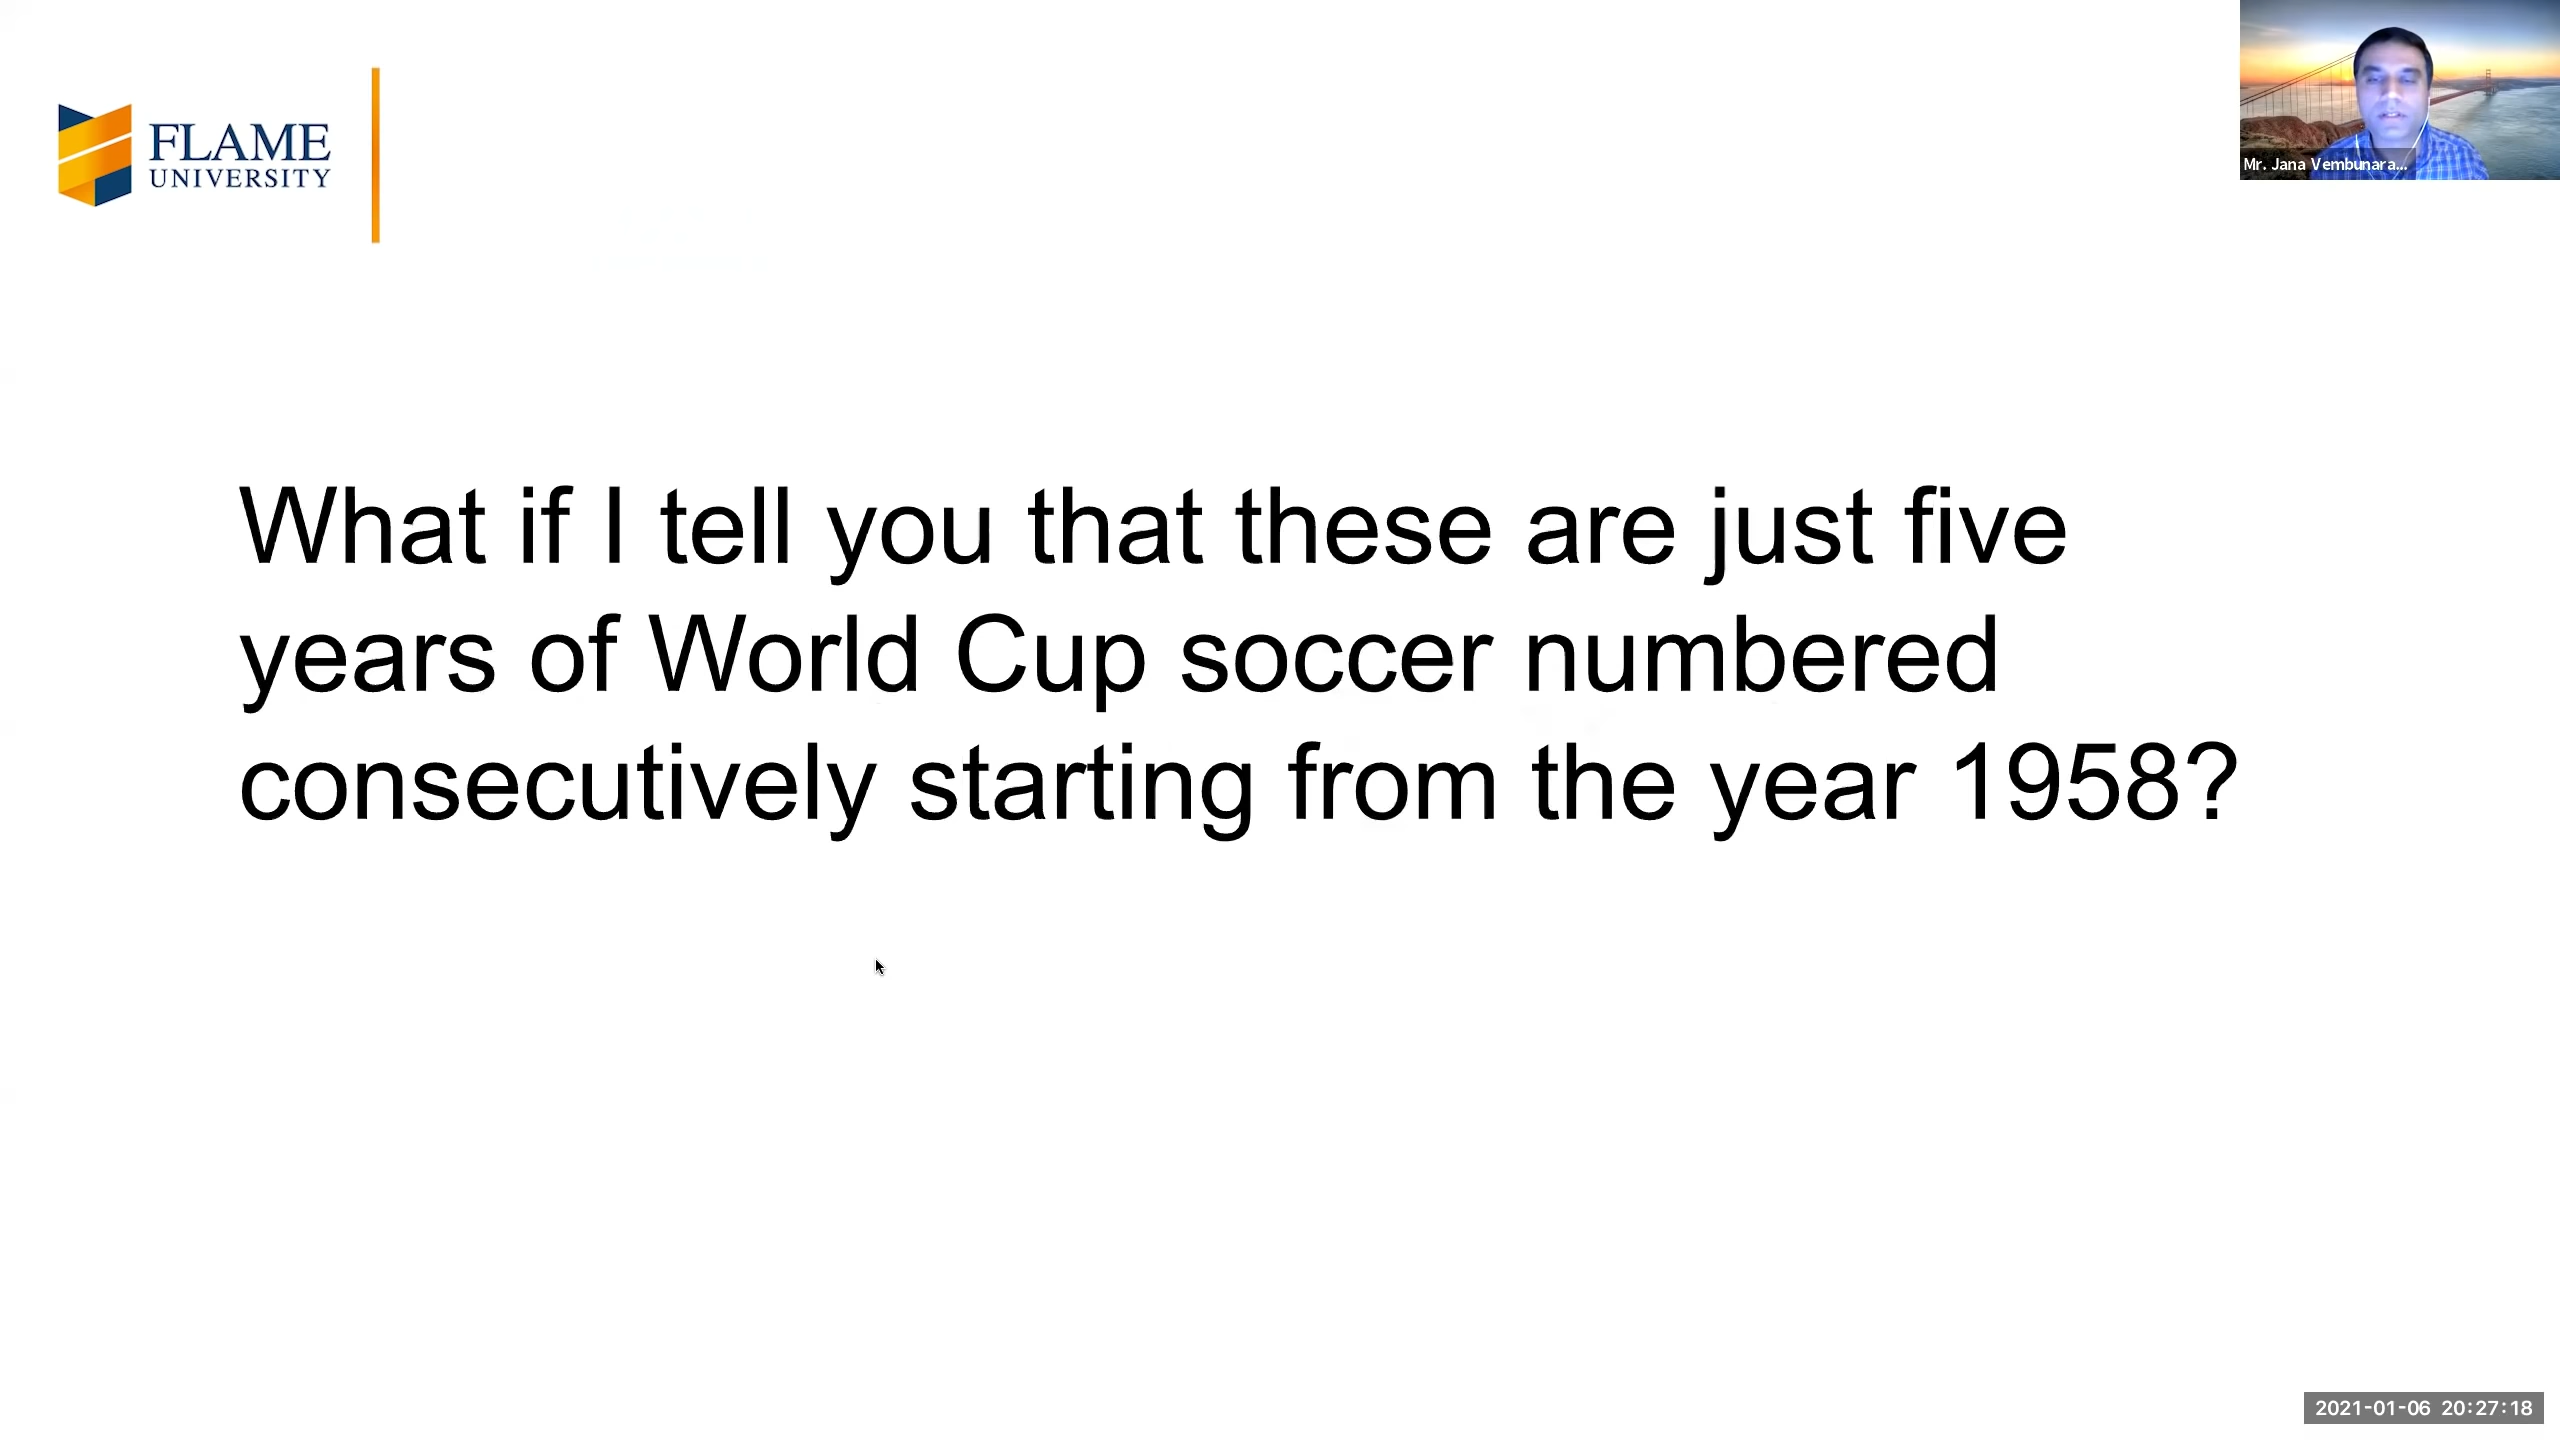 FLAME
UNIVERSITY
Mr. Jana Vembunara...
What if I tell you that these are just five
years of World Cup soccer numbered
consecutively starting from the year 1958?
2021-01-06 20:27:18